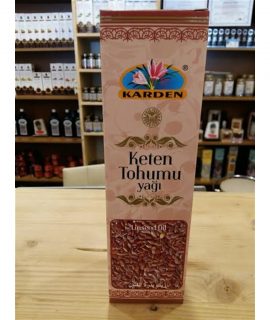 KARDEN
®
Keten
Tohumu
yağı
Linseed Oil